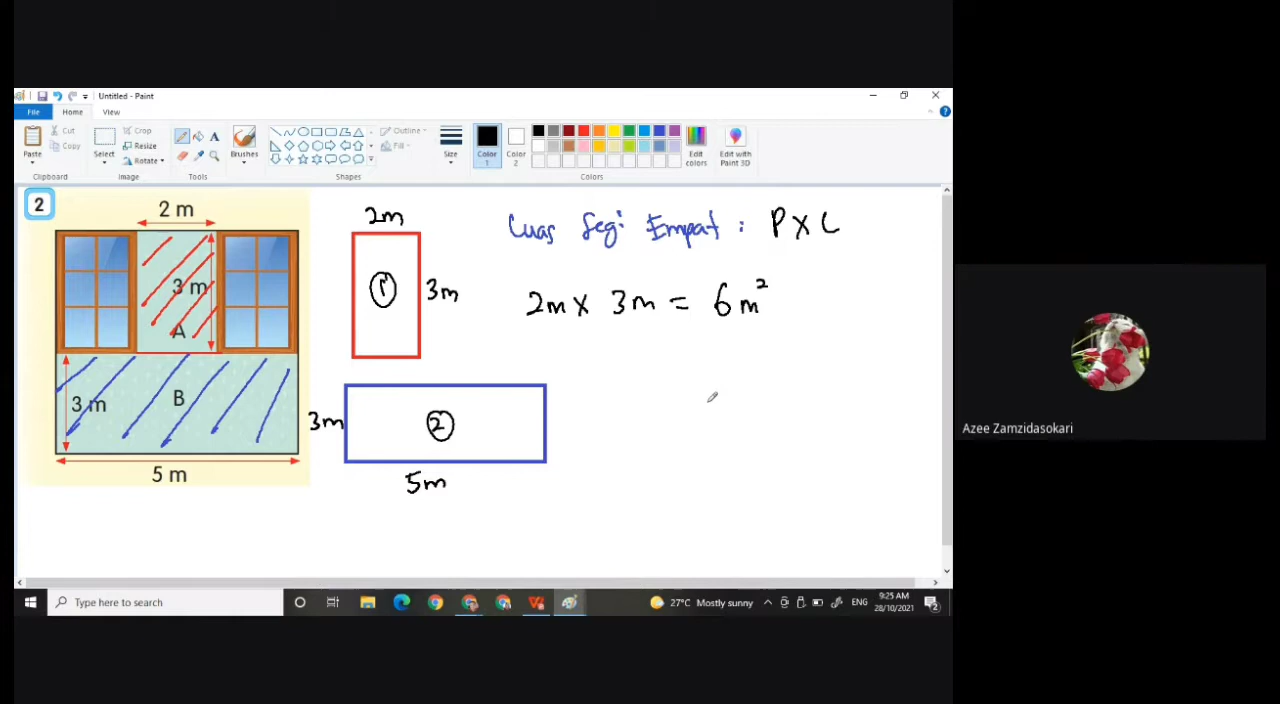 Untitled - Paint
File Home View
Paste
Cut
Copy
Clipboard
Select
Crop
Resize
Rotate
Image
Tools
Brushes
Shapes
Outline
Fill
Size
Color 1
Color 2
Colors
Edit colors
Edit with Paint 3D
2
2 m
3 m
A
3 m
B
5 m
2m
1
3m
3m
2
5m
Luas Segi Empat : P X L
2m x 3m = 6m²
Azee Zamzidasokari
Type here to search
27°C Mostly sunny
ENG
9:25 AM
28/10/2021
2